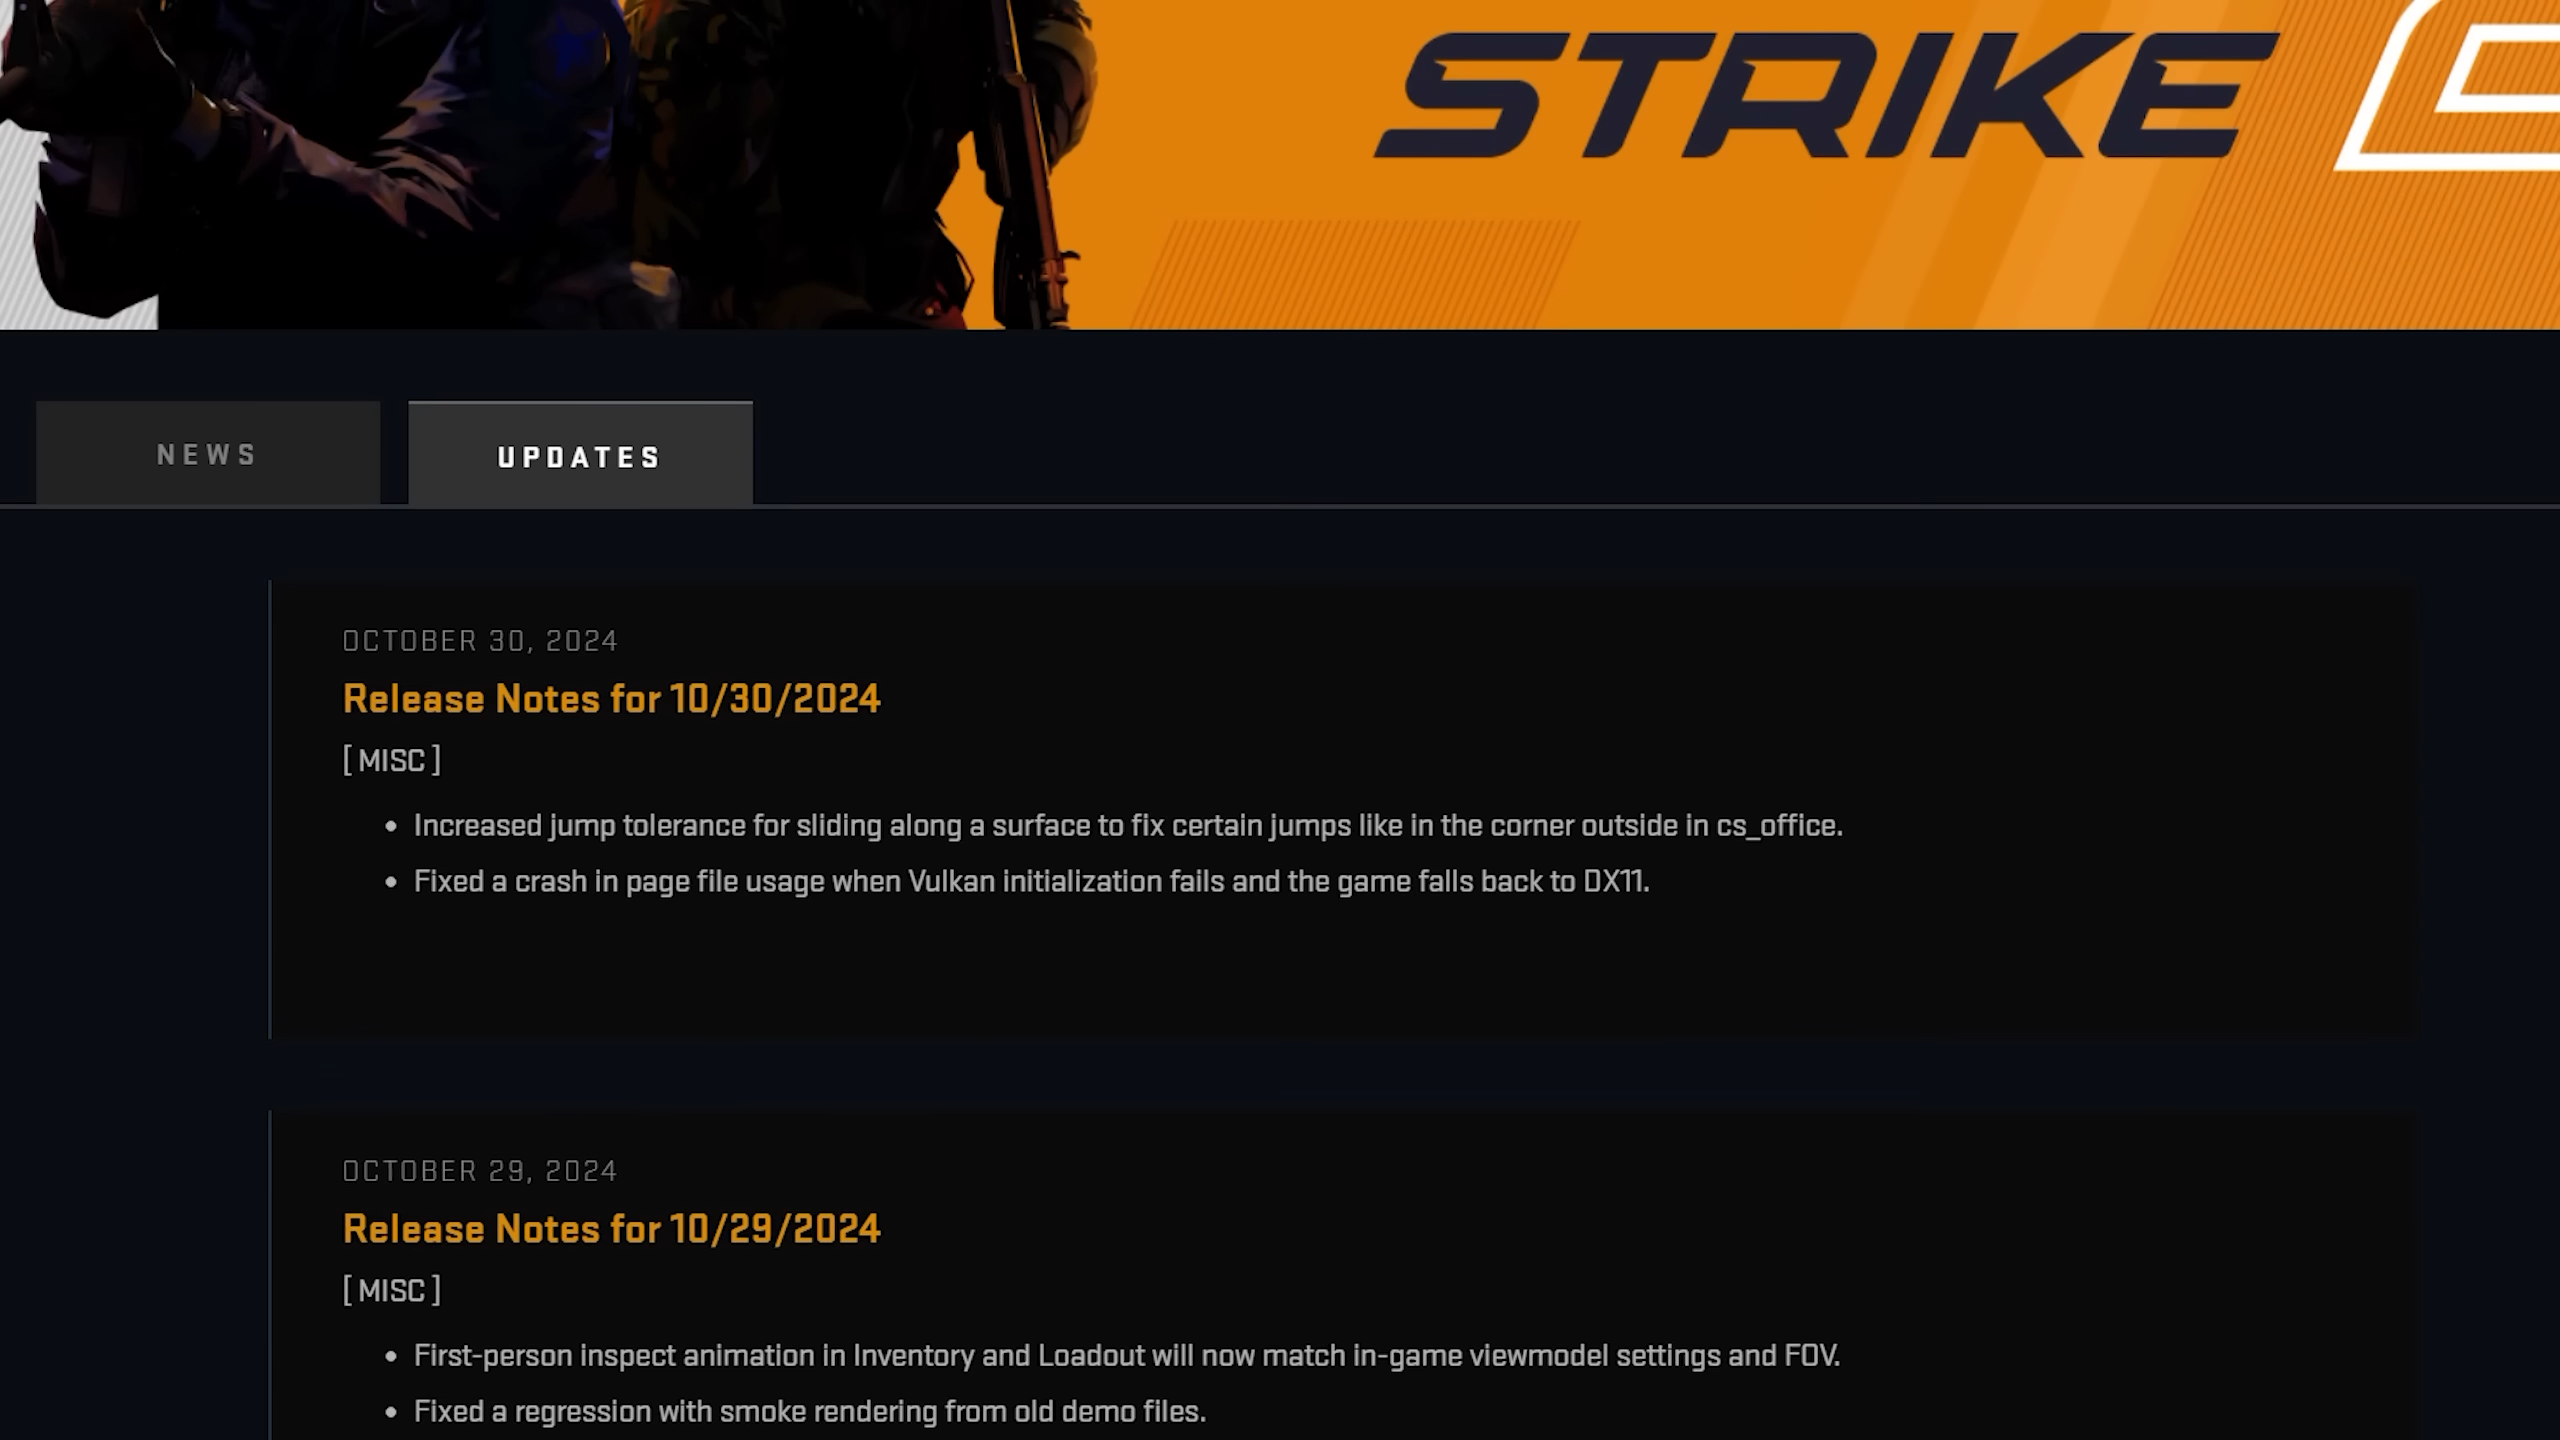 STRIKE
NEWS
UPDATES
OCTOBER 30, 2024
Release Notes for 10/30/2024
[ MISC ]
• Increased jump tolerance for sliding along a surface to fix certain jumps like in the corner outside in cs_office.
• Fixed a crash in page file usage when Vulkan initialization fails and the game falls back to DX11.
OCTOBER 29, 2024
Release Notes for 10/29/2024
[ MISC ]
• First-person inspect animation in Inventory and Loadout will now match in-game viewmodel settings and FOV.
• Fixed a regression with smoke rendering from old demo files.